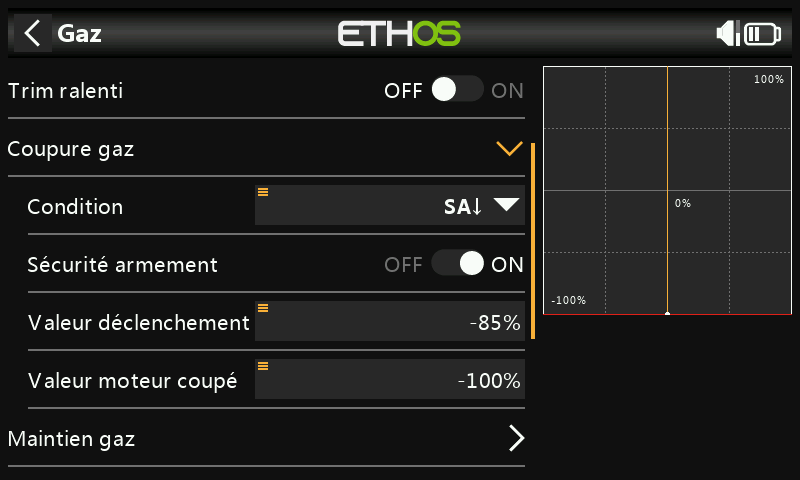 Gaz
ETHOS
Trim ralenti OFF ON
Coupure gaz
Condition SA↓
Sécurité armement OFF ON
Valeur déclenchement -85%
Valeur moteur coupé -100%
Maintien gaz
100%
0%
-100%